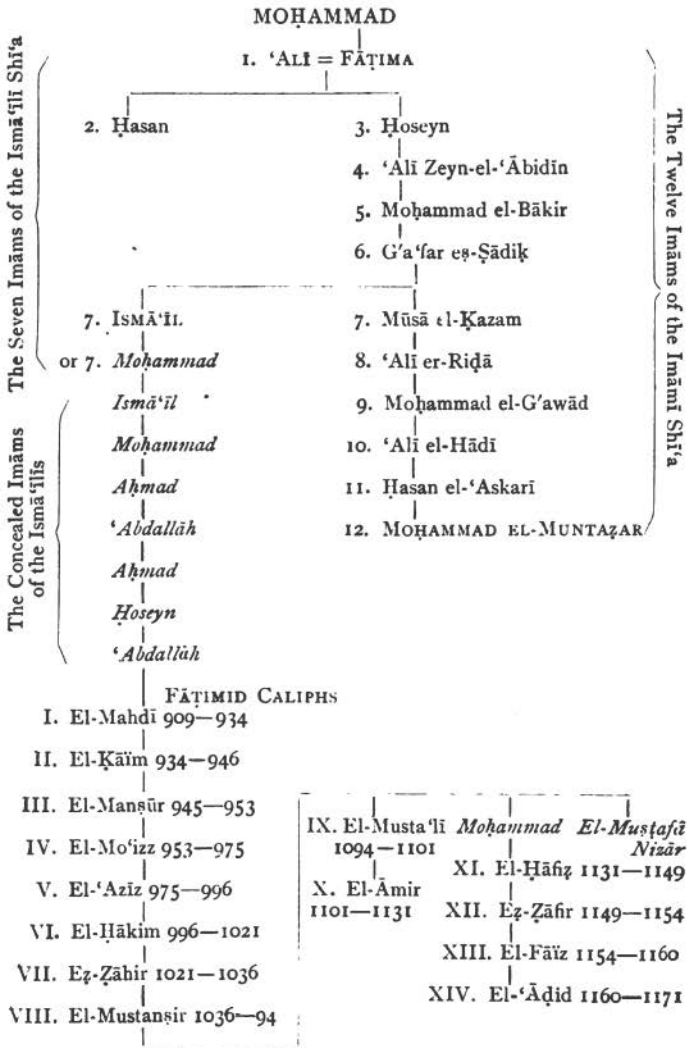 MOḤAMMAD
1. ‘ALĪ = FĀṬIMA
The Seven Imāms of the Ismā‘īlī Shī‘a
The Twelve Imāms of the Imāmī Shī‘a
2. Ḥasan
3. Ḥoseyn
4. ‘Alī Zeyn-el-‘Ābidīn
5. Moḥammad el-Bākir
6. G'a‘far eṣ-Ṣādiḳ
7. ISMĀ‘ĪL
7. Mūsā el-Ḳazam
or 7. Moḥammad
8. ‘Alī er-Riḍā
Ismā‘īl
9. Moḥammad el-G'awād
Moḥammad
10. ‘Alī el-Hādī
Aḥmad
11. Ḥasan el-‘Askarī
‘Abdallāh
12. MOḤAMMAD EL-MUNTAẒAR
Aḥmad
Ḥoseyn
‘Abdallāh
The Concealed Imāms
of the Ismā‘īlīs
FĀṬIMID CALIPHS
I. El-Mahdī 909—934
II. El-Ḳāïm 934—946
III. El-Manṣūr 945—953
IV. El-Mo‘izz 953—975
V. El-‘Azīz 975—996
VI. El-Ḥākim 996—1021
VII. Eẓ-Ẓāhir 1021—1036
VIII. El-Mustanṣir 1036—94
IX. El-Musta‘lī
1094—1101
X. El-Āmir
1101—1131
Moḥammad
El-Muṣṭafā
Nizār
XI. El-Ḥāfiẓ 1131—1149
XII. Eẓ-Ẓāfir 1149—1154
XIII. El-Fāïz 1154—1160
XIV. El-‘Āḍid 1160—1171